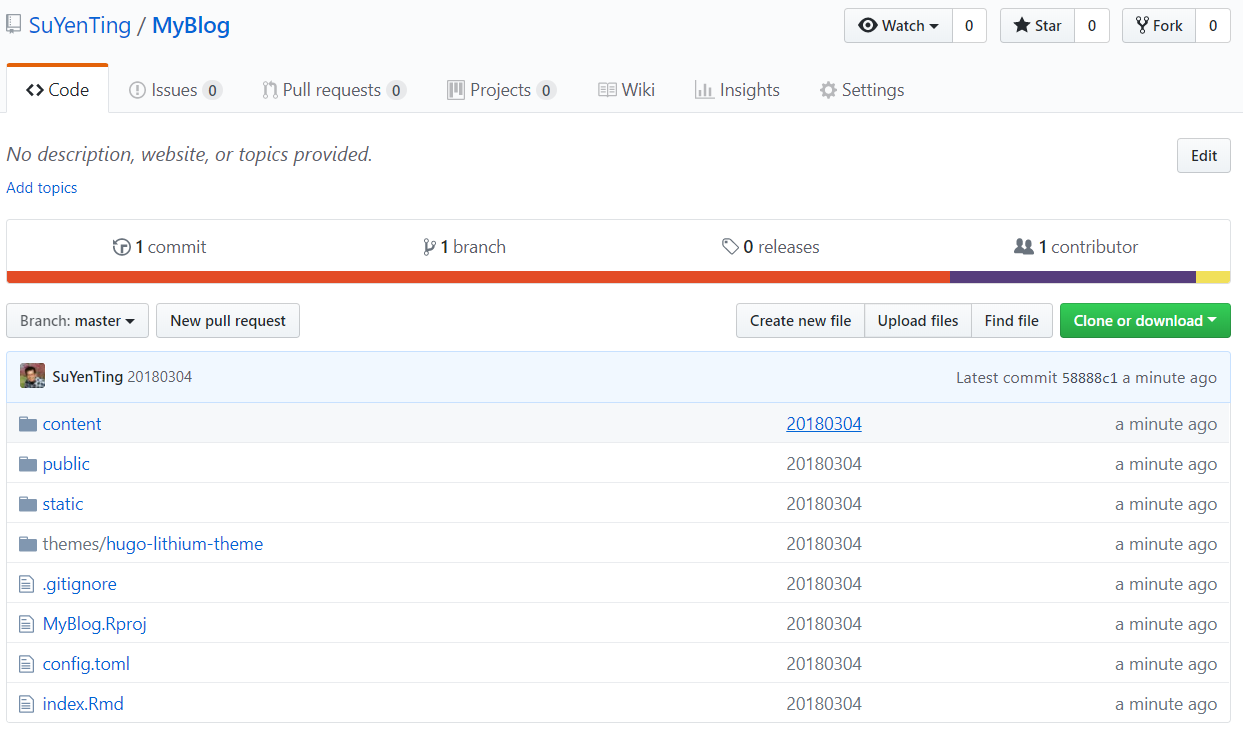 SuYenTing / MyBlog Watch 0 Star 0 Fork 0
Code Issues 0 Pull requests 0 Projects 0 Wiki Insights Settings
No description, website, or topics provided. Edit
Add topics
1 commit 1 branch 0 releases 1 contributor
Branch: master New pull request Create new file Upload files Find file Clone or download
SuYenTing 20180304 Latest commit 58888c1 a minute ago
content 20180304 a minute ago
public 20180304 a minute ago
static 20180304 a minute ago
themes/hugo-lithium-theme 20180304 a minute ago
.gitignore 20180304 a minute ago
MyBlog.Rproj 20180304 a minute ago
config.toml 20180304 a minute ago
index.Rmd 20180304 a minute ago